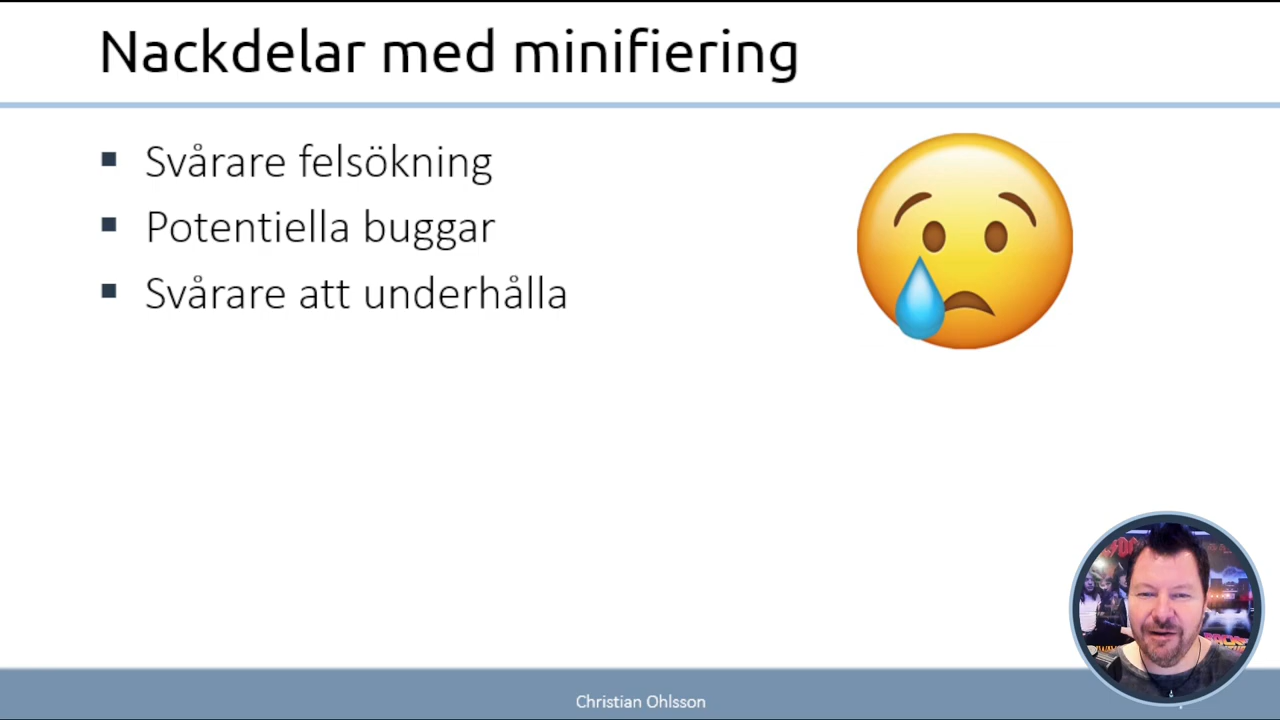 Nackdelar med minifiering
Svårare felsökning
Potentiella buggar
Svårare att underhålla
Christian Ohlsson